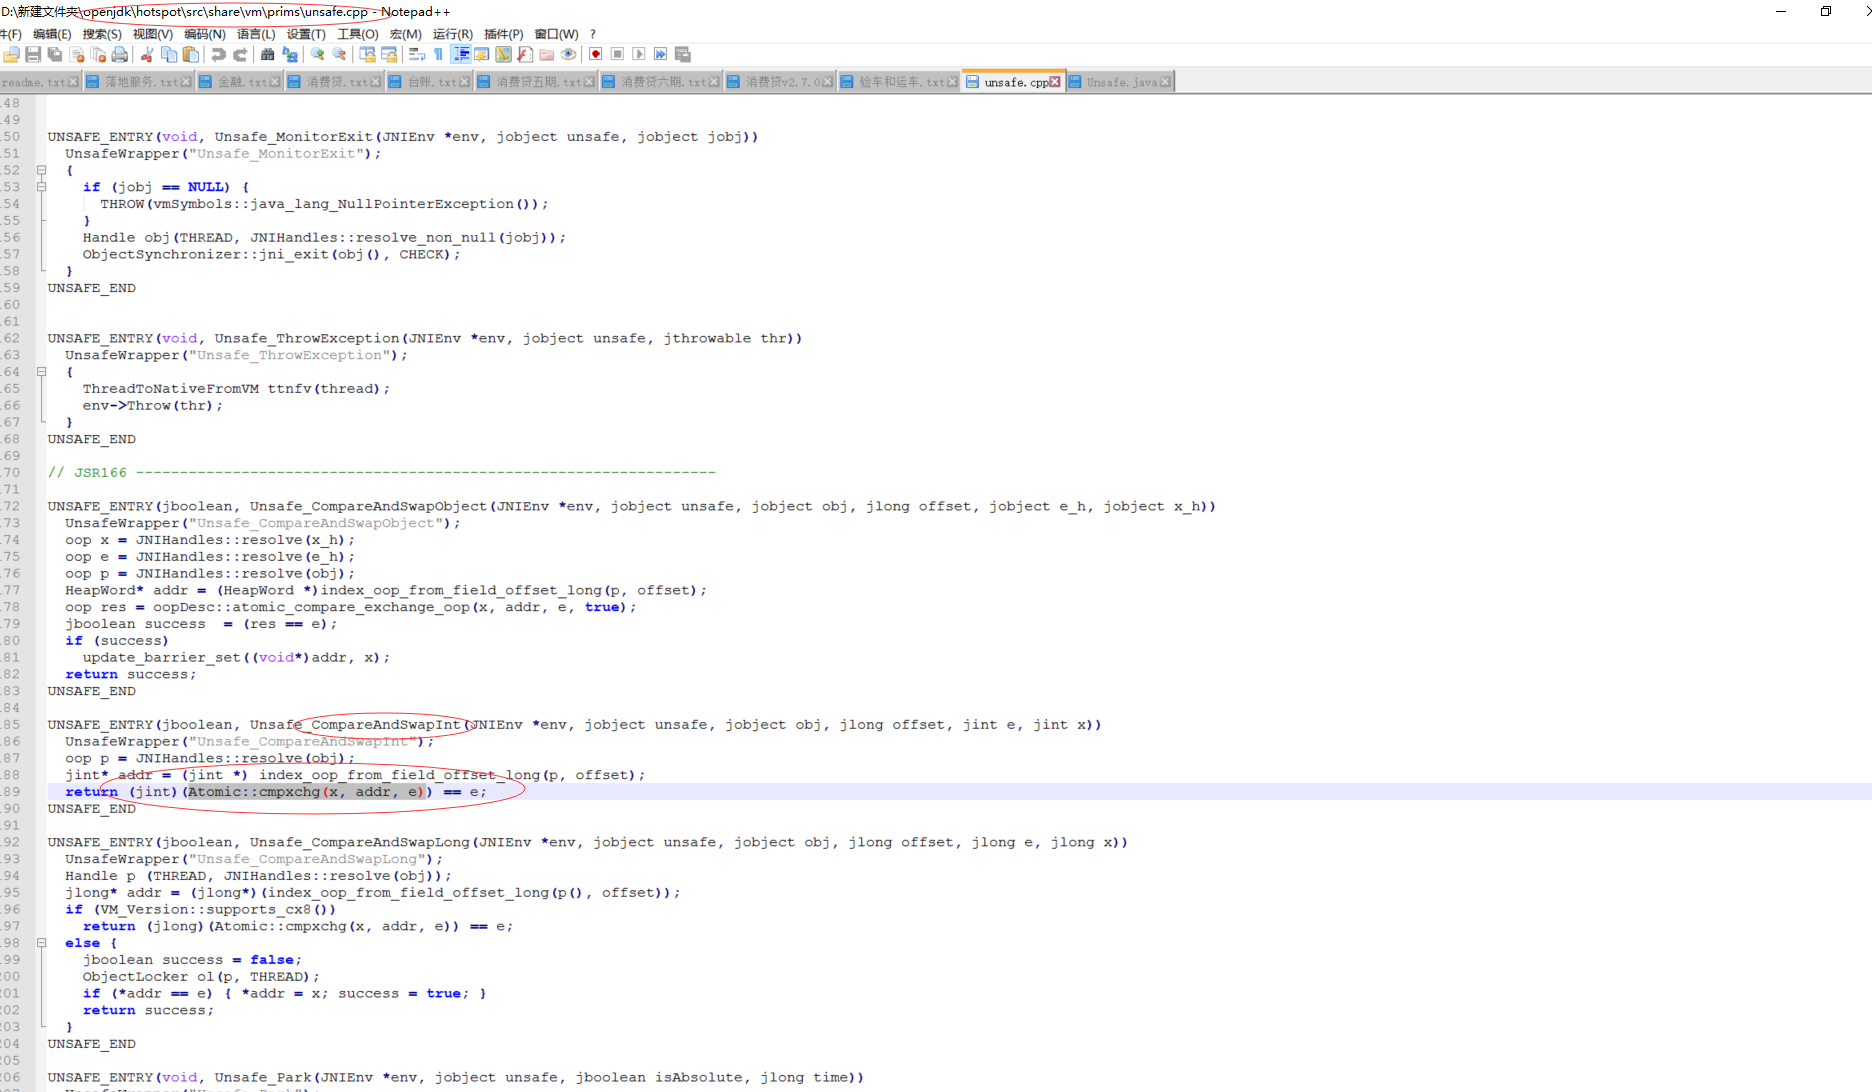 D:\新建文件夹\openjdk\hotspot\src\share\vm\prims\unsafe.cpp - Notepad++
件(F) 编辑(E) 搜索(S) 视图(V) 编码(N) 语言(L) 设置(T) 工具(O) 宏(M) 运行(R) 插件(P) 窗口(W) ?
readme.txt 落地服务.txt 金融.txt 消费贷.txt 台账.txt 消费贷五期.txt 消费贷六期.txt 消费贷v2.7.0 验车和运车.txt unsafe.cpp Unsafe.java
48
49
50 UNSAFE_ENTRY(void, Unsafe_MonitorExit(JNIEnv *env, jobject unsafe, jobject jobj))
51 UnsafeWrapper("Unsafe_MonitorExit");
52 {
53 if (jobj == NULL) {
54 THROW(vmSymbols::java_lang_NullPointerException());
55 }
56 Handle obj(THREAD, JNIHandles::resolve_non_null(jobj));
57 ObjectSynchronizer::jni_exit(obj(), CHECK);
58 }
59 UNSAFE_END
60
61
62 UNSAFE_ENTRY(void, Unsafe_ThrowException(JNIEnv *env, jobject unsafe, jthrowable thr))
63 UnsafeWrapper("Unsafe_ThrowException");
64 {
65 ThreadToNativeFromVM ttnfv(thread);
66 env->Throw(thr);
67 }
68 UNSAFE_END
69
70 // JSR166 ------------------------------------------------------------------
71
72 UNSAFE_ENTRY(jboolean, Unsafe_CompareAndSwapObject(JNIEnv *env, jobject unsafe, jobject obj, jlong offset, jobject e_h, jobject x_h))
73 UnsafeWrapper("Unsafe_CompareAndSwapObject");
74 oop x = JNIHandles::resolve(x_h);
75 oop e = JNIHandles::resolve(e_h);
76 oop p = JNIHandles::resolve(obj);
77 HeapWord* addr = (HeapWord *)index_oop_from_field_offset_long(p, offset);
78 oop res = oopDesc::atomic_compare_exchange_oop(x, addr, e, true);
79 jboolean success  = (res == e);
80 if (success)
81 update_barrier_set((void*)addr, x);
82 return success;
83 UNSAFE_END
84
85 UNSAFE_ENTRY(jboolean, Unsafe_CompareAndSwapInt(JNIEnv *env, jobject unsafe, jobject obj, jlong offset, jint e, jint x))
86 UnsafeWrapper("Unsafe_CompareAndSwapInt");
87 oop p = JNIHandles::resolve(obj);
88 jint* addr = (jint *) index_oop_from_field_offset_long(p, offset);
89 return (jint)(Atomic::cmpxchg(x, addr, e)) == e;
90 UNSAFE_END
91
92 UNSAFE_ENTRY(jboolean, Unsafe_CompareAndSwapLong(JNIEnv *env, jobject unsafe, jobject obj, jlong offset, jlong e, jlong x))
93 UnsafeWrapper("Unsafe_CompareAndSwapLong");
94 Handle p (THREAD, JNIHandles::resolve(obj));
95 jlong* addr = (jlong*)(index_oop_from_field_offset_long(p(), offset));
96 if (VM_Version::supports_cx8())
97 return (jlong)(Atomic::cmpxchg(x, addr, e)) == e;
98 else {
99 jboolean success = false;
00 ObjectLocker ol(p, THREAD);
01 if (*addr == e) { *addr = x; success = true; }
02 return success;
03 }
04 UNSAFE_END
05
06 UNSAFE_ENTRY(void, Unsafe_Park(JNIEnv *env, jobject unsafe, jboolean isAbsolute, jlong time))